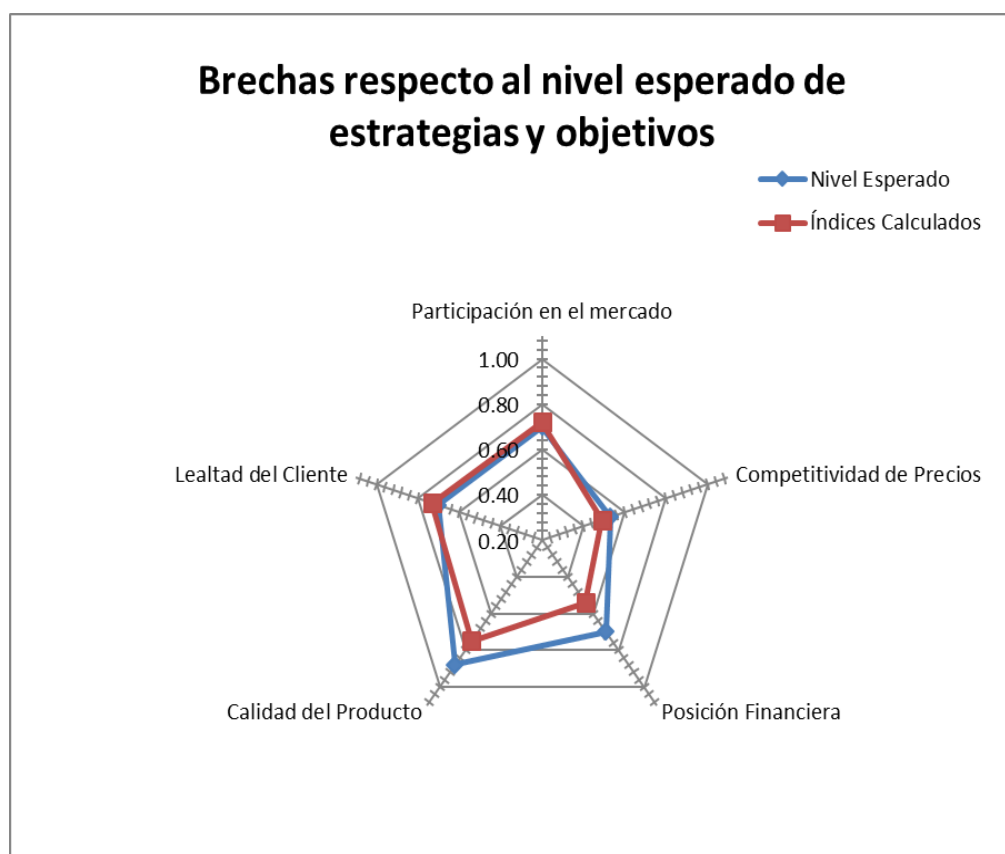 Brechas respecto al nivel esperado de
estrategias y objetivos
Nivel Esperado
Índices Calculados
Participación en el mercado
1.00
0.80
0.60
0.40
0.20
Lealtad del Cliente
Competitividad de Precios
Calidad del Producto
Posición Financiera